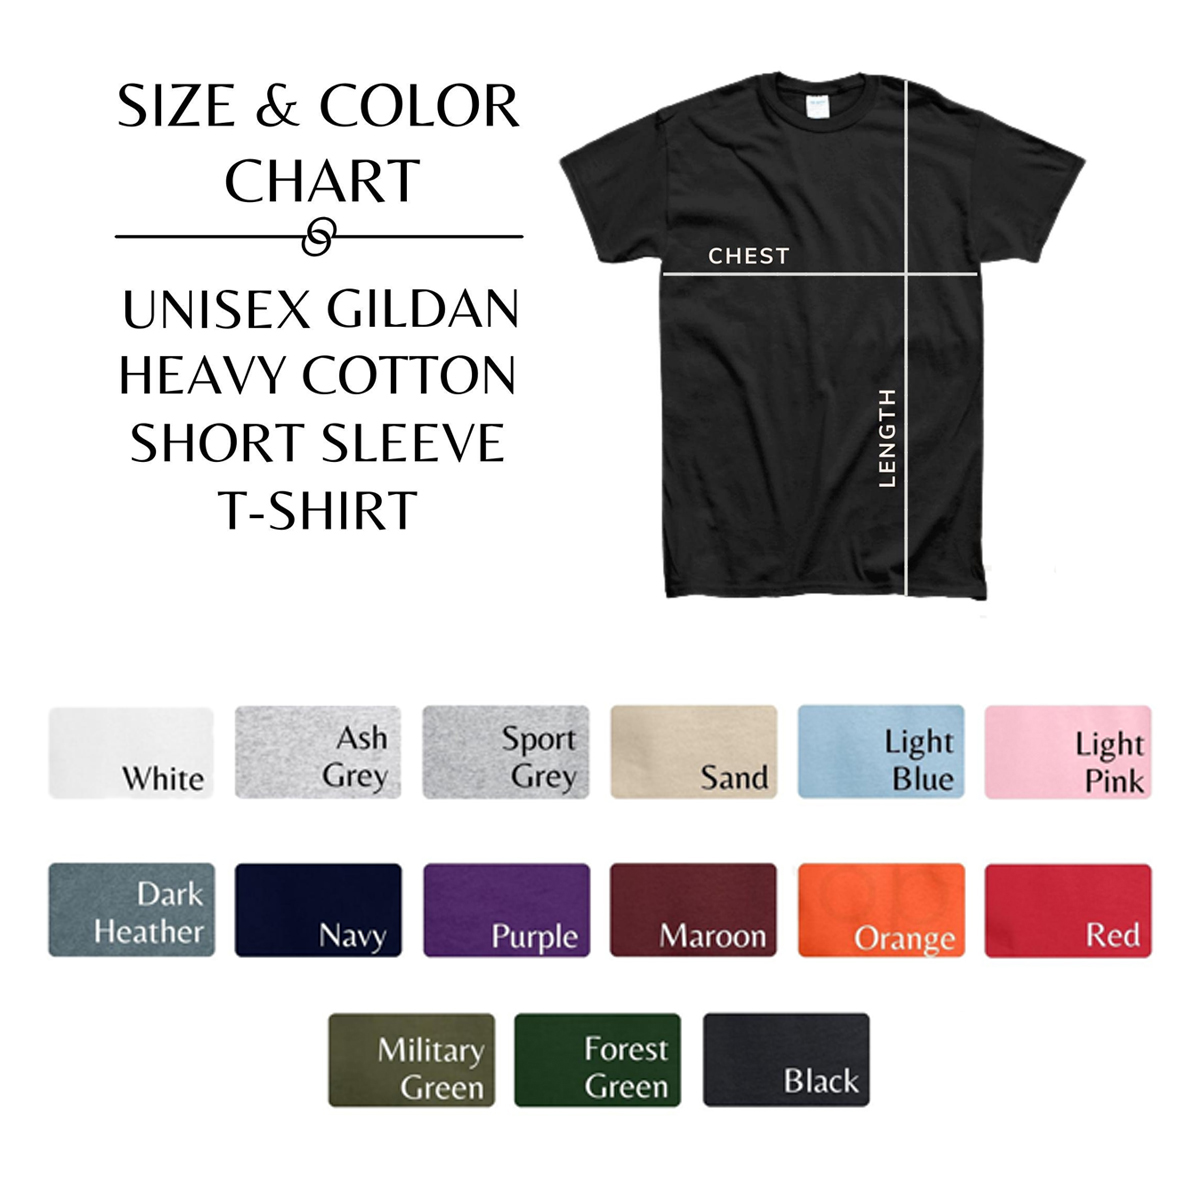 SIZE & COLOR
CHART
UNISEX GILDAN
HEAVY COTTON
SHORT SLEEVE
T-SHIRT
CHEST
LENGTH
White
Ash
Grey
Sport
Grey
Sand
Light
Blue
Light
Pink
Dark
Heather
Navy
Purple
Maroon
Orange
Red
Military
Green
Forest
Green
Black